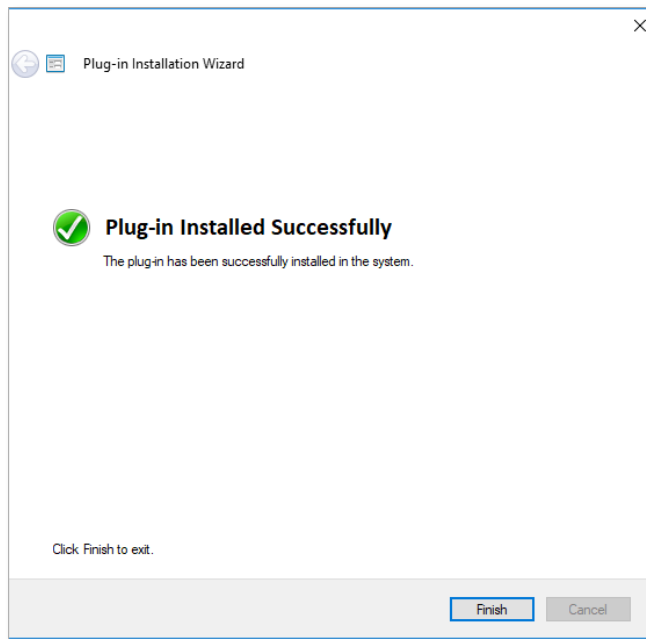 Plug-in Installation Wizard
Plug-in Installed Successfully
The plug-in has been successfully installed in the system.
Click Finish to exit.
Finish Cancel